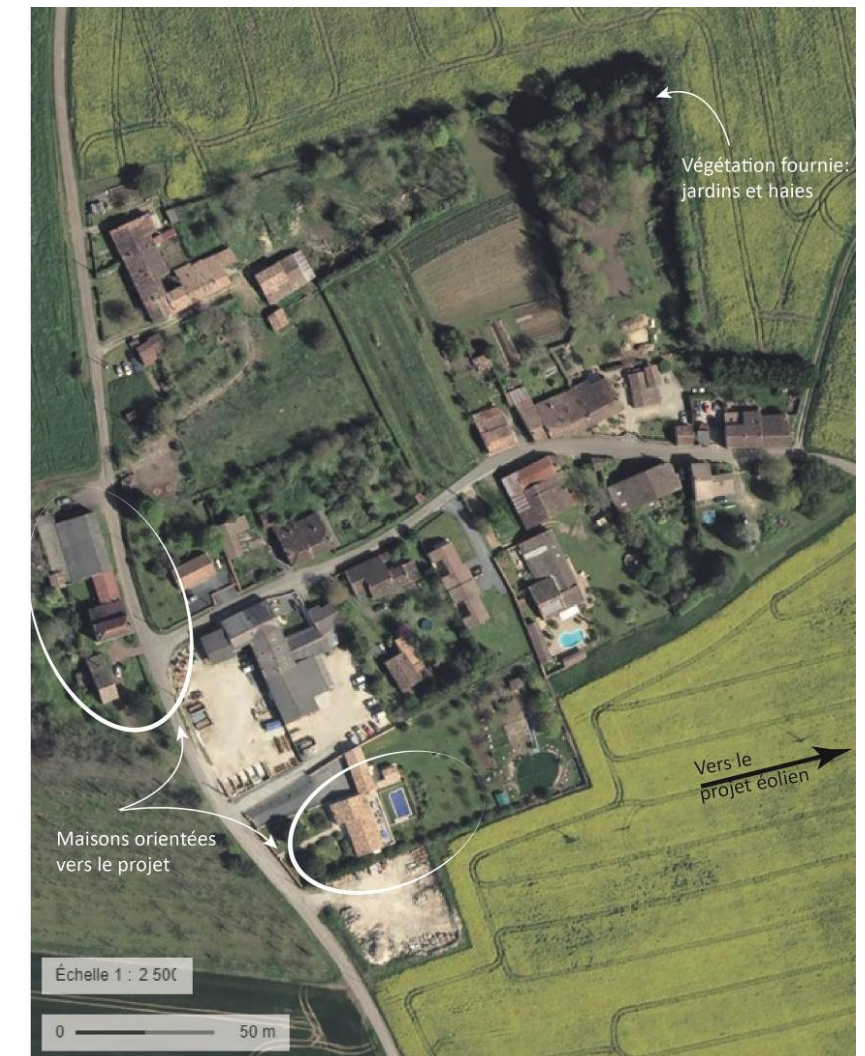 Végétation fournie:
jardins et haies
Vers le
projet éolien
Maisons orientées
vers le projet
Échelle 1 : 2 500
0 50 m